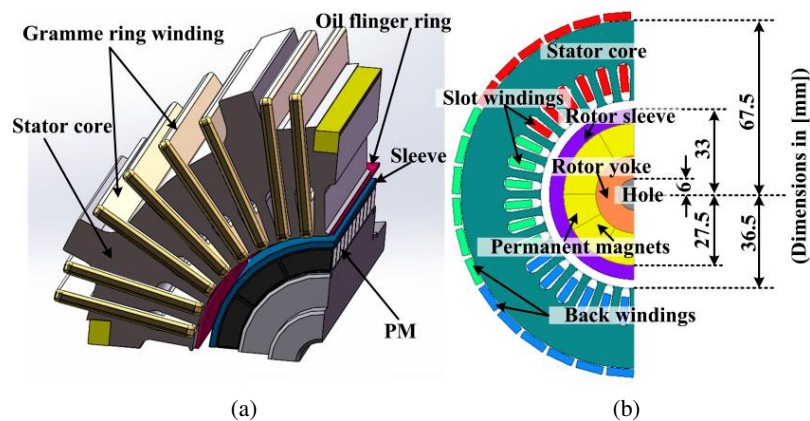 Oil flinger ring
Gramme ring winding
Stator core
Sleeve
PM
(a)
Stator core
Slot windings
Rotor sleeve
Rotor yoke
Hole
Permanent magnets
Back windings
6
33
67.5
27.5
36.5
(Dimensions in [mm])
(b)